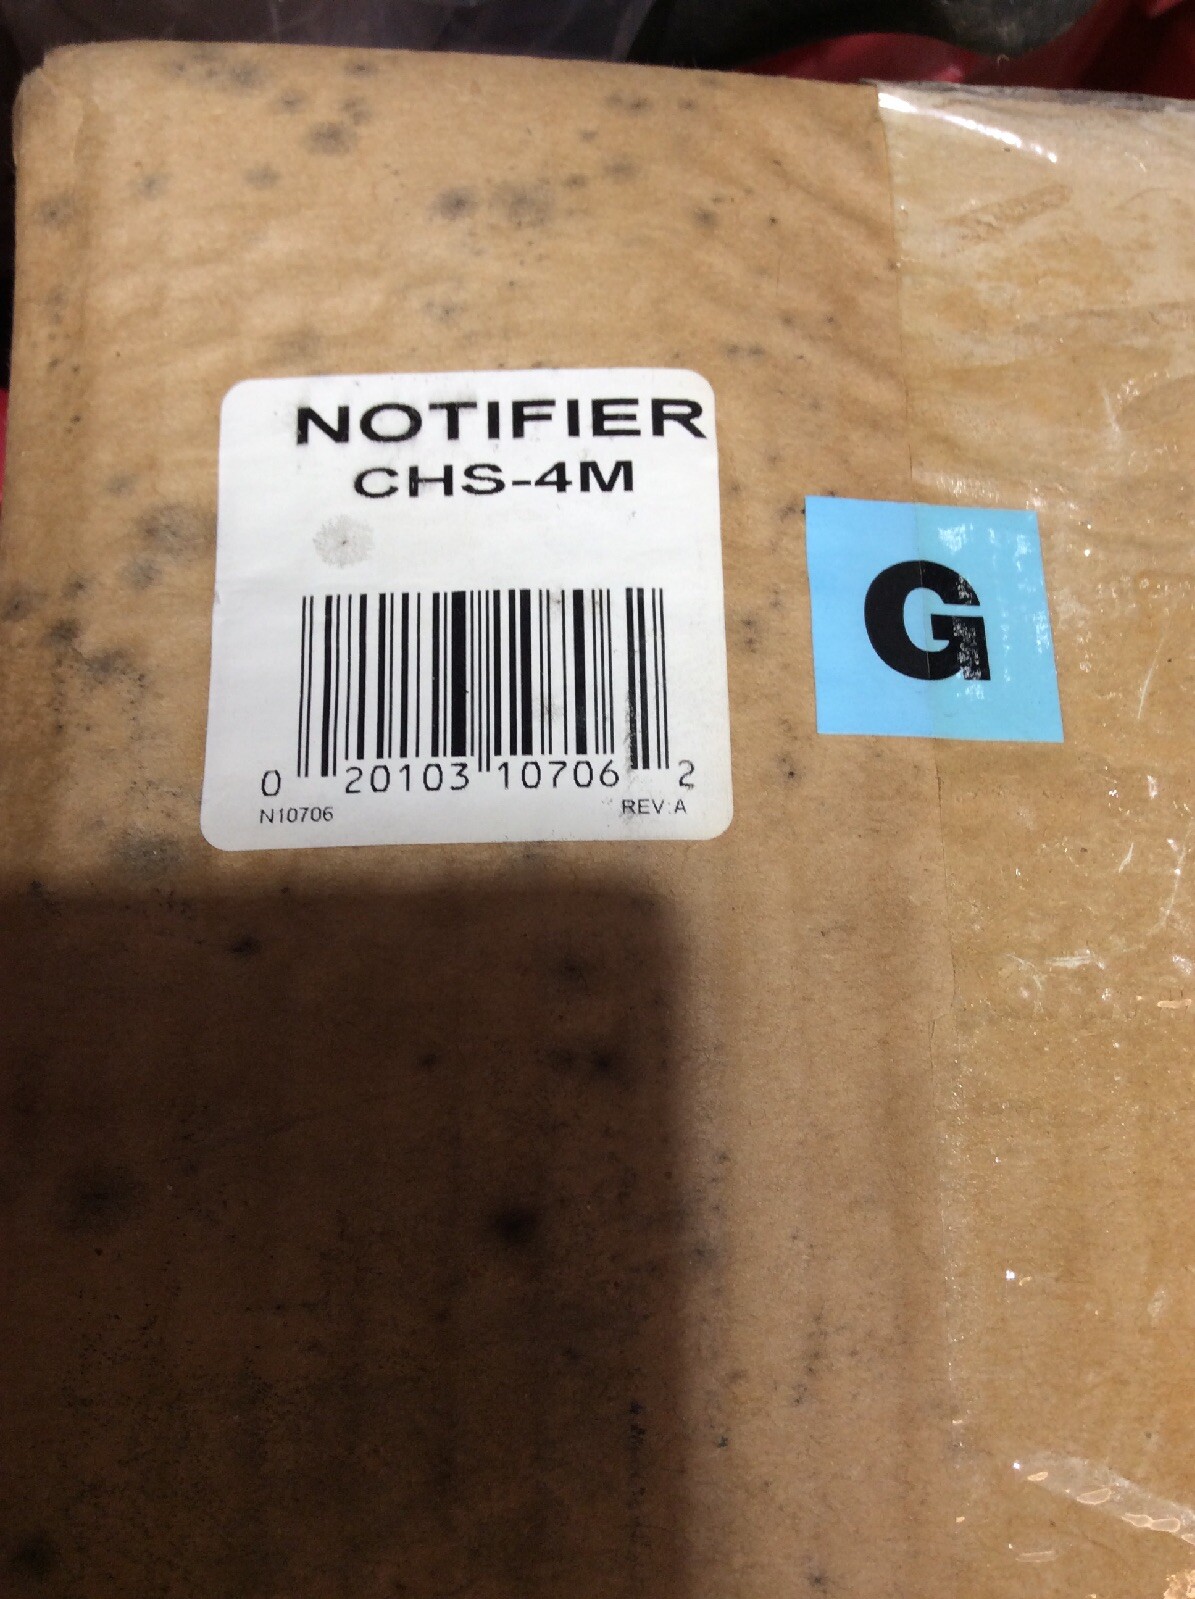 NOTIFIER
CHS-4M
G
0 20103 10706 2
N10706 REV:A